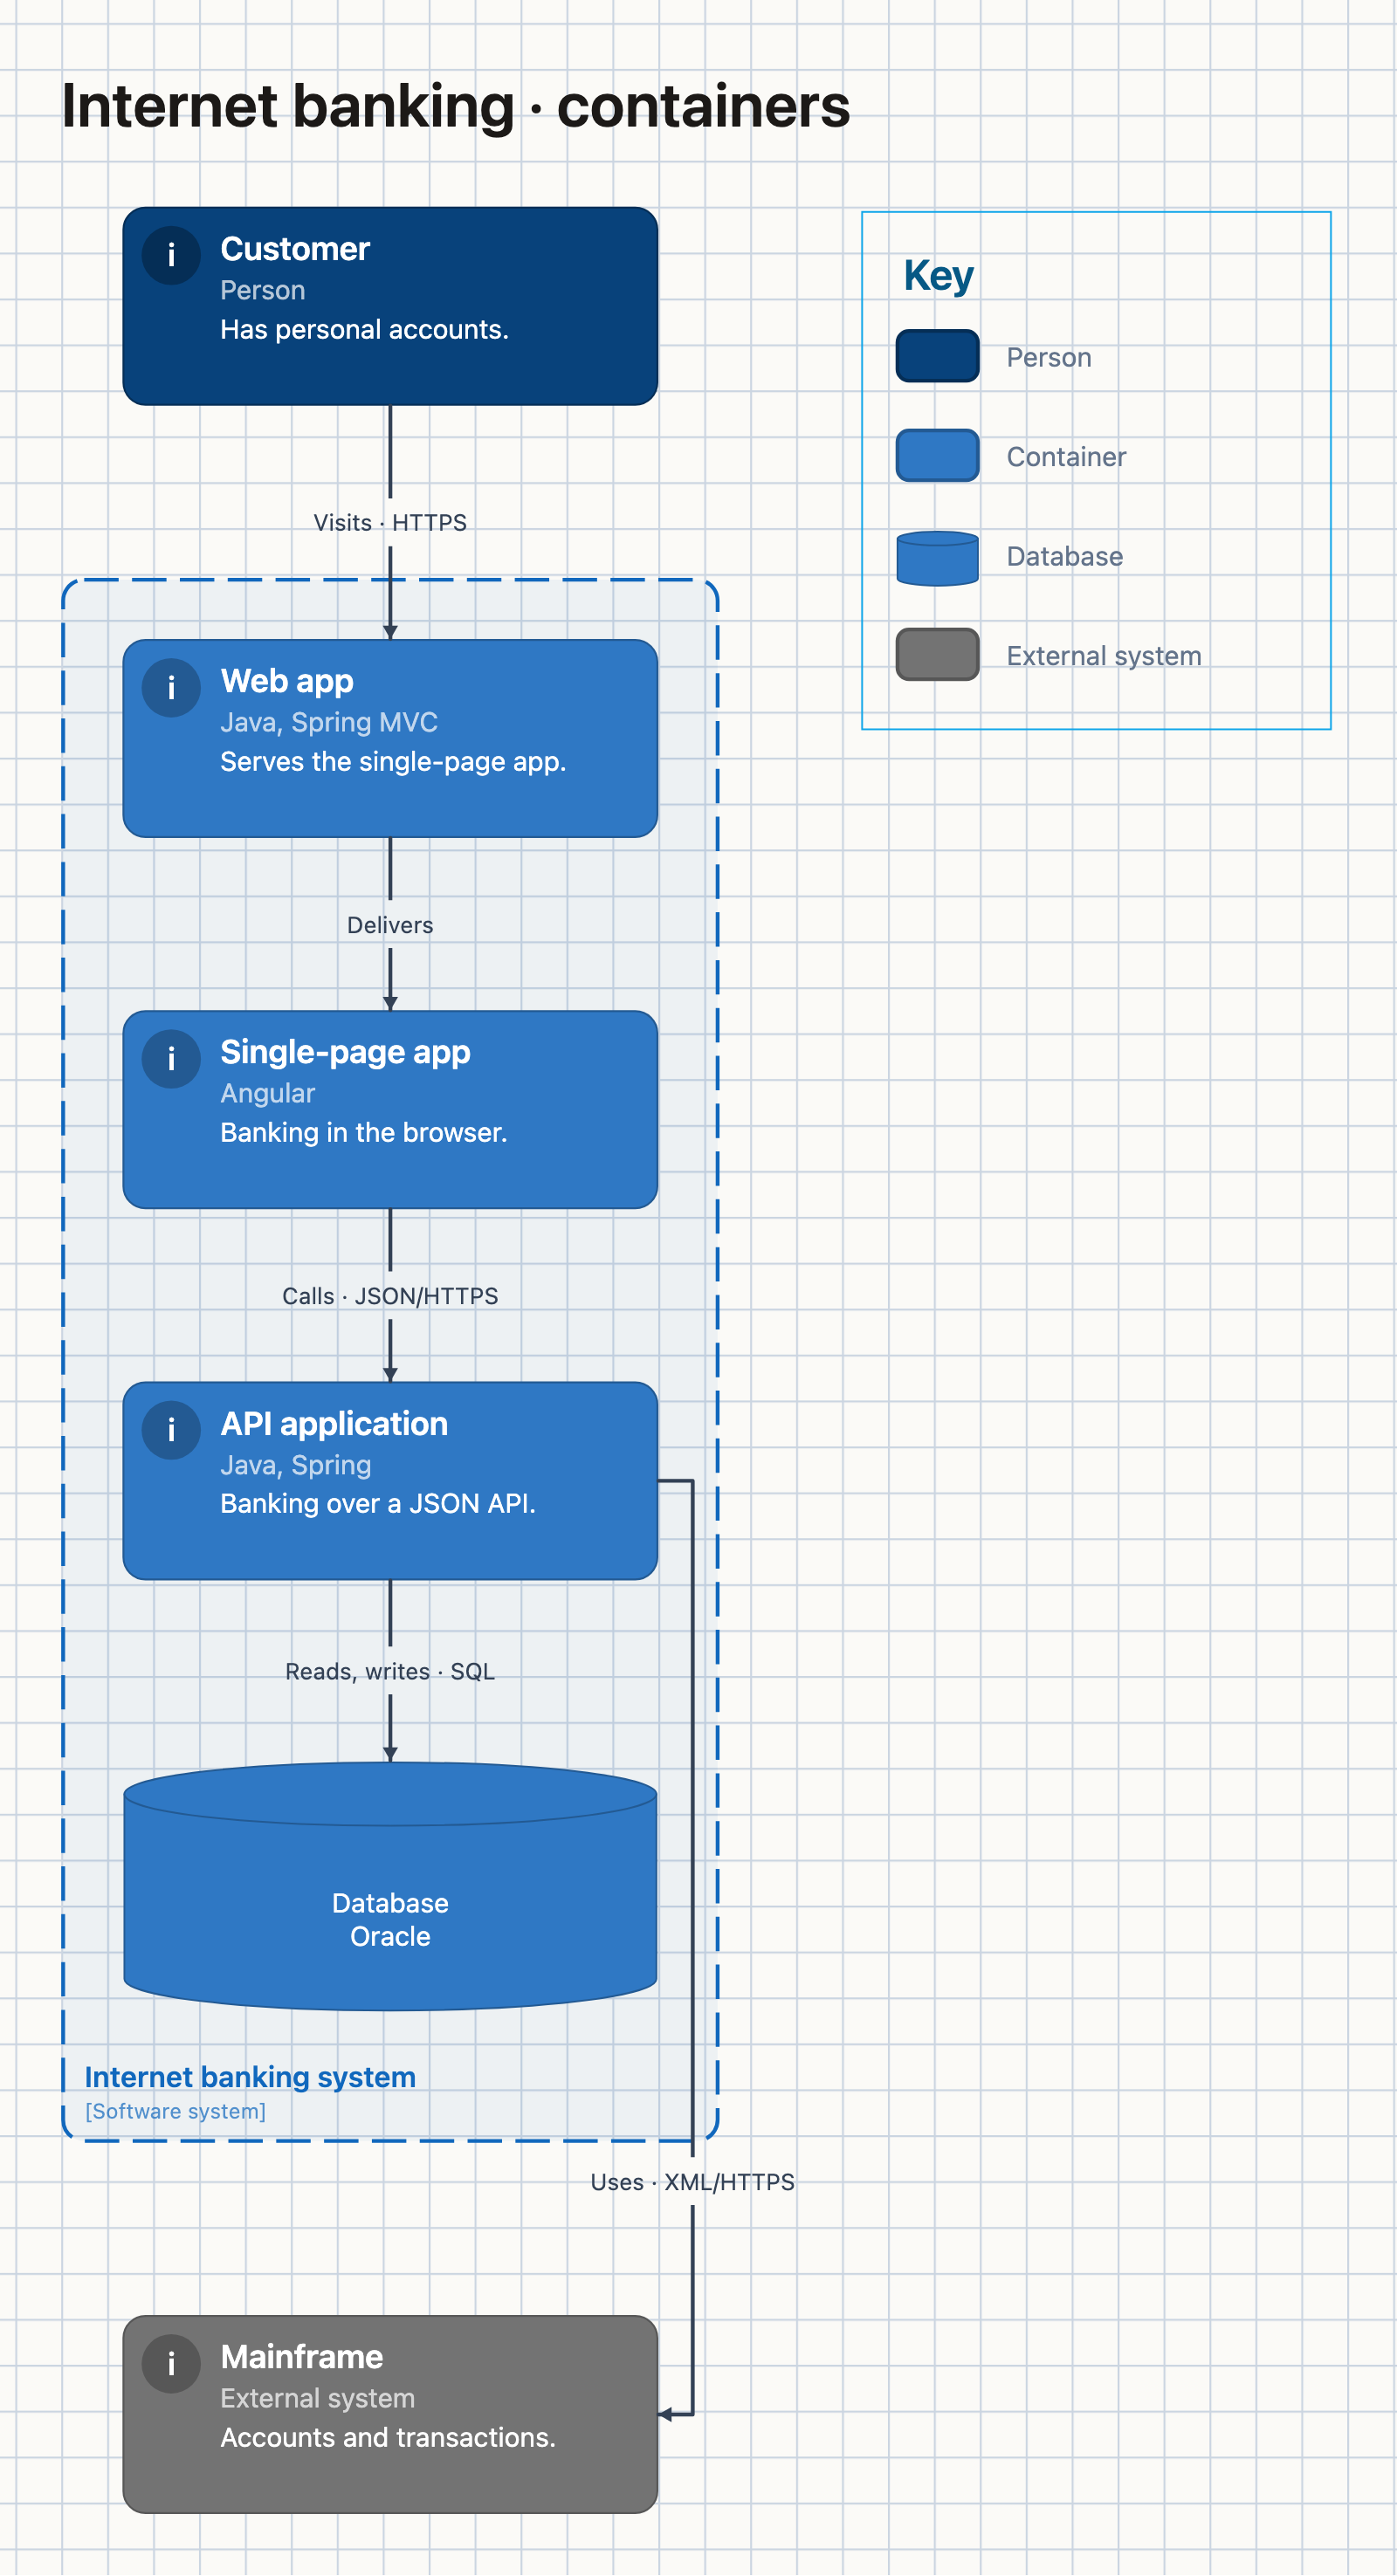 Internet banking · containers
i
Customer
Person
Has personal accounts.
Key
Person
Container
Database
External system
Visits · HTTPS
i
Web app
Java, Spring MVC
Serves the single-page app.
Delivers
i
Single-page app
Angular
Banking in the browser.
Calls · JSON/HTTPS
i
API application
Java, Spring
Banking over a JSON API.
Reads, writes · SQL
Database
Oracle
Internet banking system
[Software system]
Uses · XML/HTTPS
i
Mainframe
External system
Accounts and transactions.